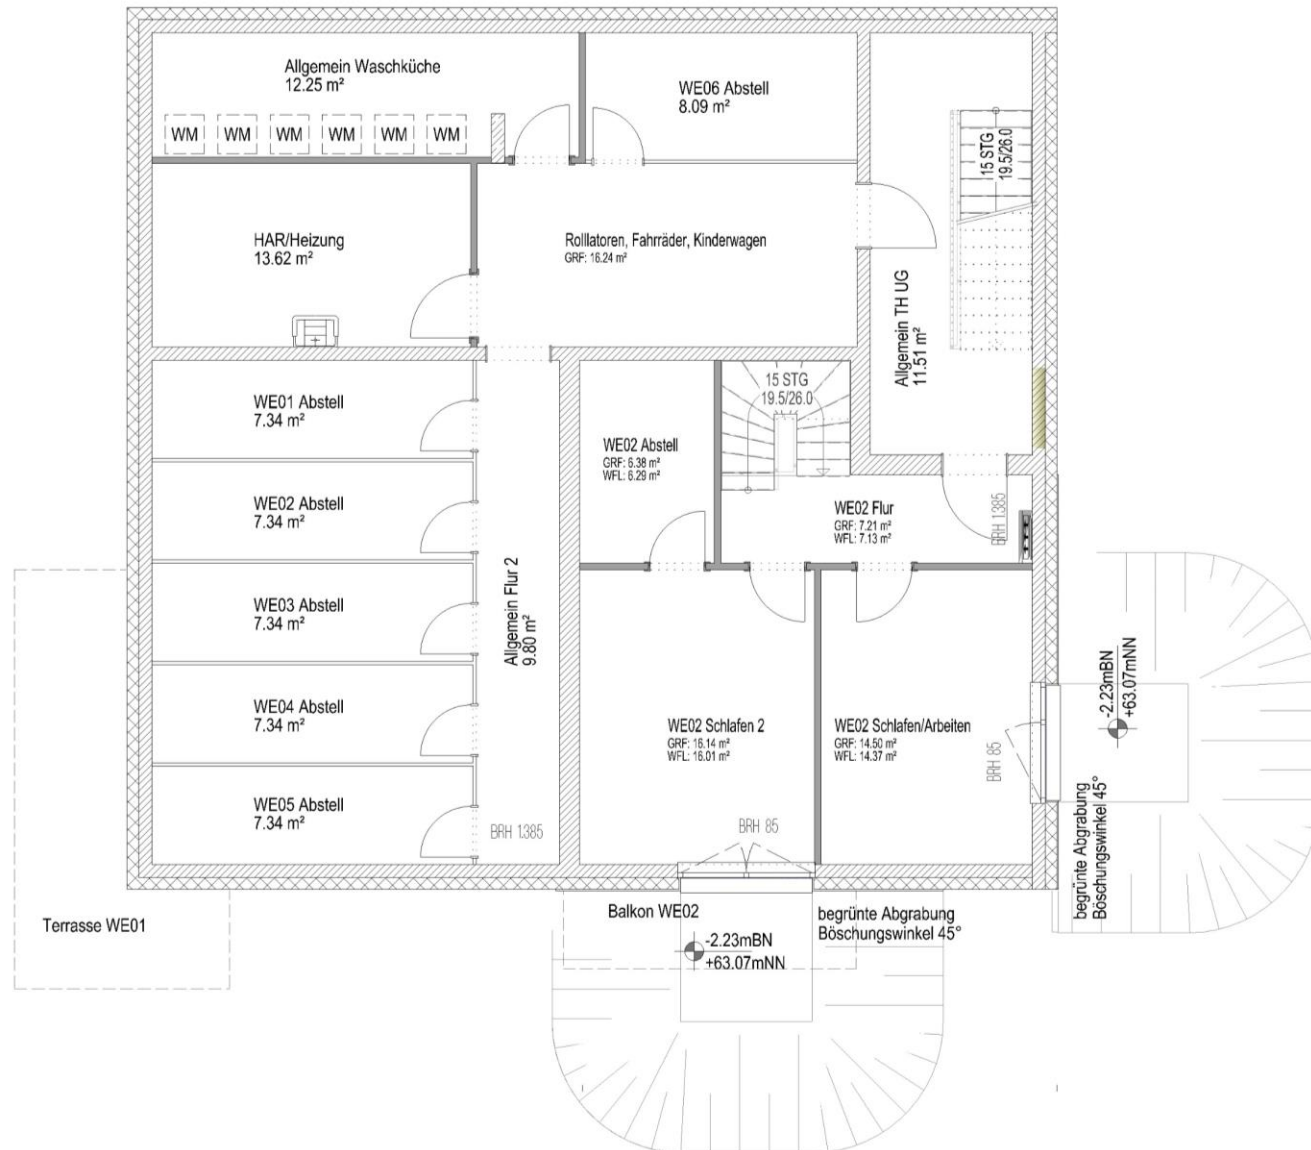 Allgemein Waschküche
12.25 m²
WM WM WM WM WM WM
WE06 Abstell
8.09 m²
15 STG
19.5/26.0
HAR/Heizung
13.62 m²
Rolllatoren, Fahrräder, Kinderwagen
GRF: 16.24 m²
Allgemein TH UG
11.51 m²
WE01 Abstell
7.34 m²
WE02 Abstell
7.34 m²
WE03 Abstell
7.34 m²
WE04 Abstell
7.34 m²
WE05 Abstell
7.34 m²
Allgemein Flur 2
9.80 m²
BRH 1.385
WE02 Abstell
GRF: 6.38 m²
WFL: 6.29 m²
15 STG
19.5/26.0
WE02 Flur
GRF: 7.21 m²
WFL: 7.13 m²
BRH 1.385
WE02 Schlafen 2
GRF: 16.14 m²
WFL: 16.01 m²
BRH 85
WE02 Schlafen/Arbeiten
GRF: 14.50 m²
WFL: 14.37 m²
BRH 85
-2.23mBN
+63.07mNN
begrünte Abgrabung
Böschungswinkel 45°
Terrasse WE01
Balkon WE02
-2.23mBN
+63.07mNN
begrünte Abgrabung
Böschungswinkel 45°